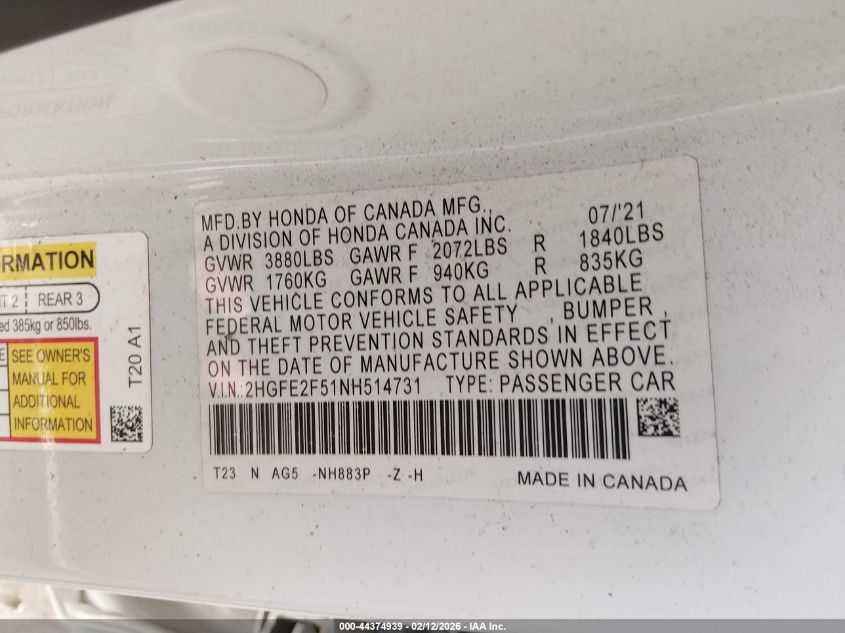 RMATION
T 2 REAR 3
ed 385kg or 850lbs.
E SEE OWNER'S
MANUAL FOR
ADDITIONAL
INFORMATION
T20 A1
MFD.BY HONDA OF CANADA MFG., 07/'21
A DIVISION OF HONDA CANADA INC.
GVWR 3880LBS GAWR F 2072LBS R 1840LBS
GVWR 1760KG GAWR F 940KG R 835KG
THIS VEHICLE CONFORMS TO ALL APPLICABLE
FEDERAL MOTOR VEHICLE SAFETY , BUMPER ,
AND THEFT PREVENTION STANDARDS IN EFFECT
ON THE DATE OF MANUFACTURE SHOWN ABOVE.
V.I.N.:2HGFE2F51NH514731 TYPE: PASSENGER CAR
T23 N AG5 -NH883P -Z -H MADE IN CANADA
000-44374939 - 02/12/2026 - IAA Inc.